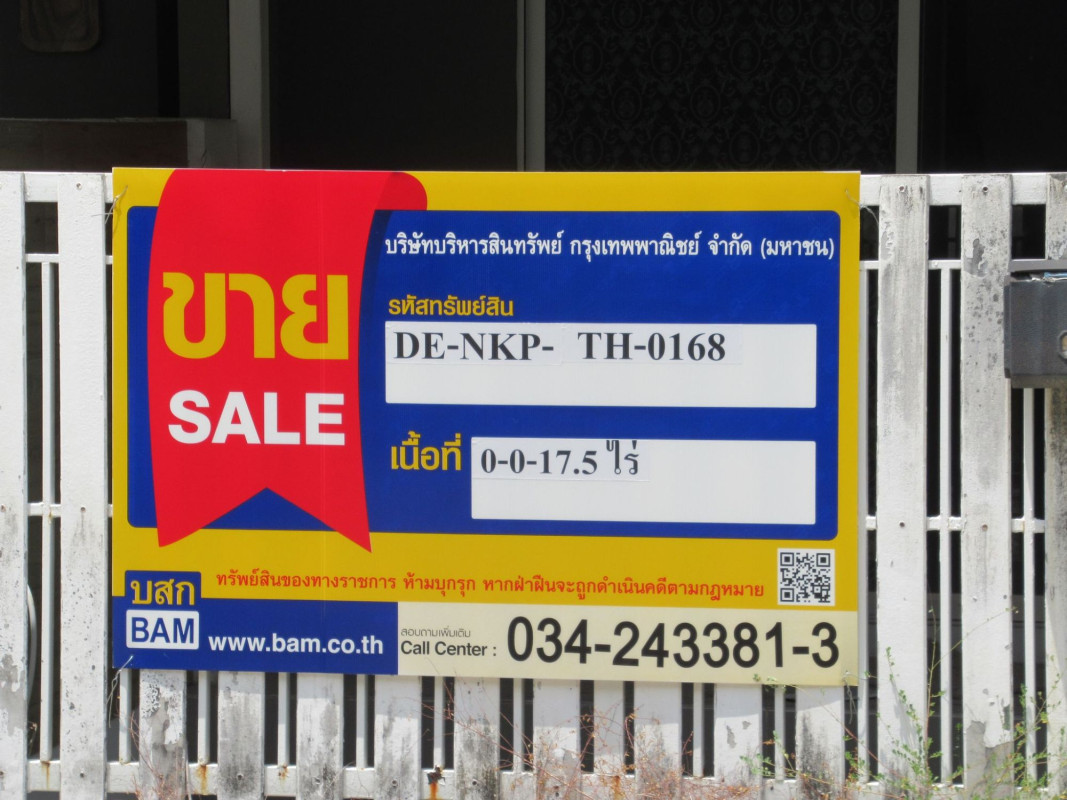 บริษัทบริหารสินทรัพย์ กรุงเทพพาณิชย์ จำกัด (มหาชน)
ขาย
SALE
รหัสทรัพย์สิน
DE-NKP- TH-0168
เนื้อที่ 0-0-17.5 ไร่
ทรัพย์สินของทางราชการ ห้ามบุกรุก หากฝ่าฝืนจะถูกดำเนินคดีตามกฎหมาย
บสก
BAM www.bam.co.th
สอบถามเพิ่มเติม
Call Center : 034-243381-3